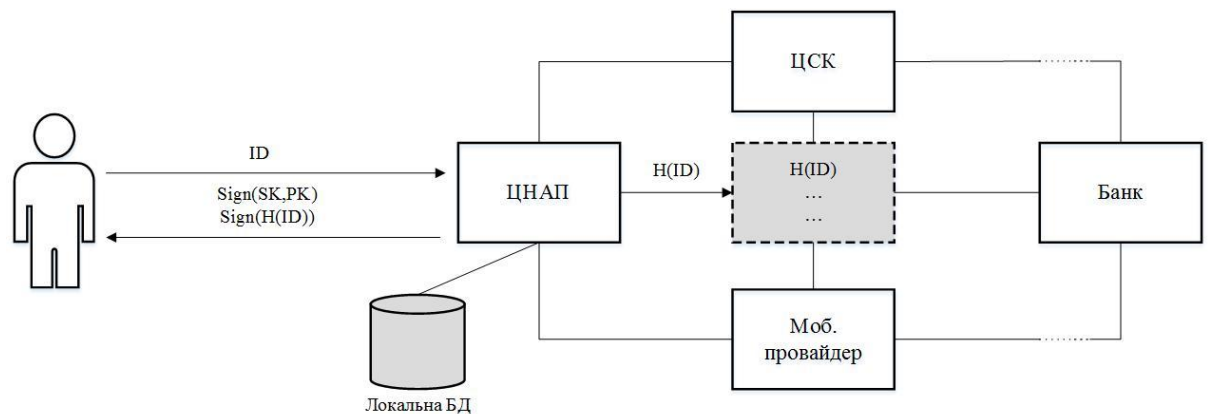 ЦСК
ID
Sign(SK,PK)
Sign(H(ID))
ЦНАП
H(ID)
H(ID)
...
...
Банк
Моб.
провайдер
Локальна БД